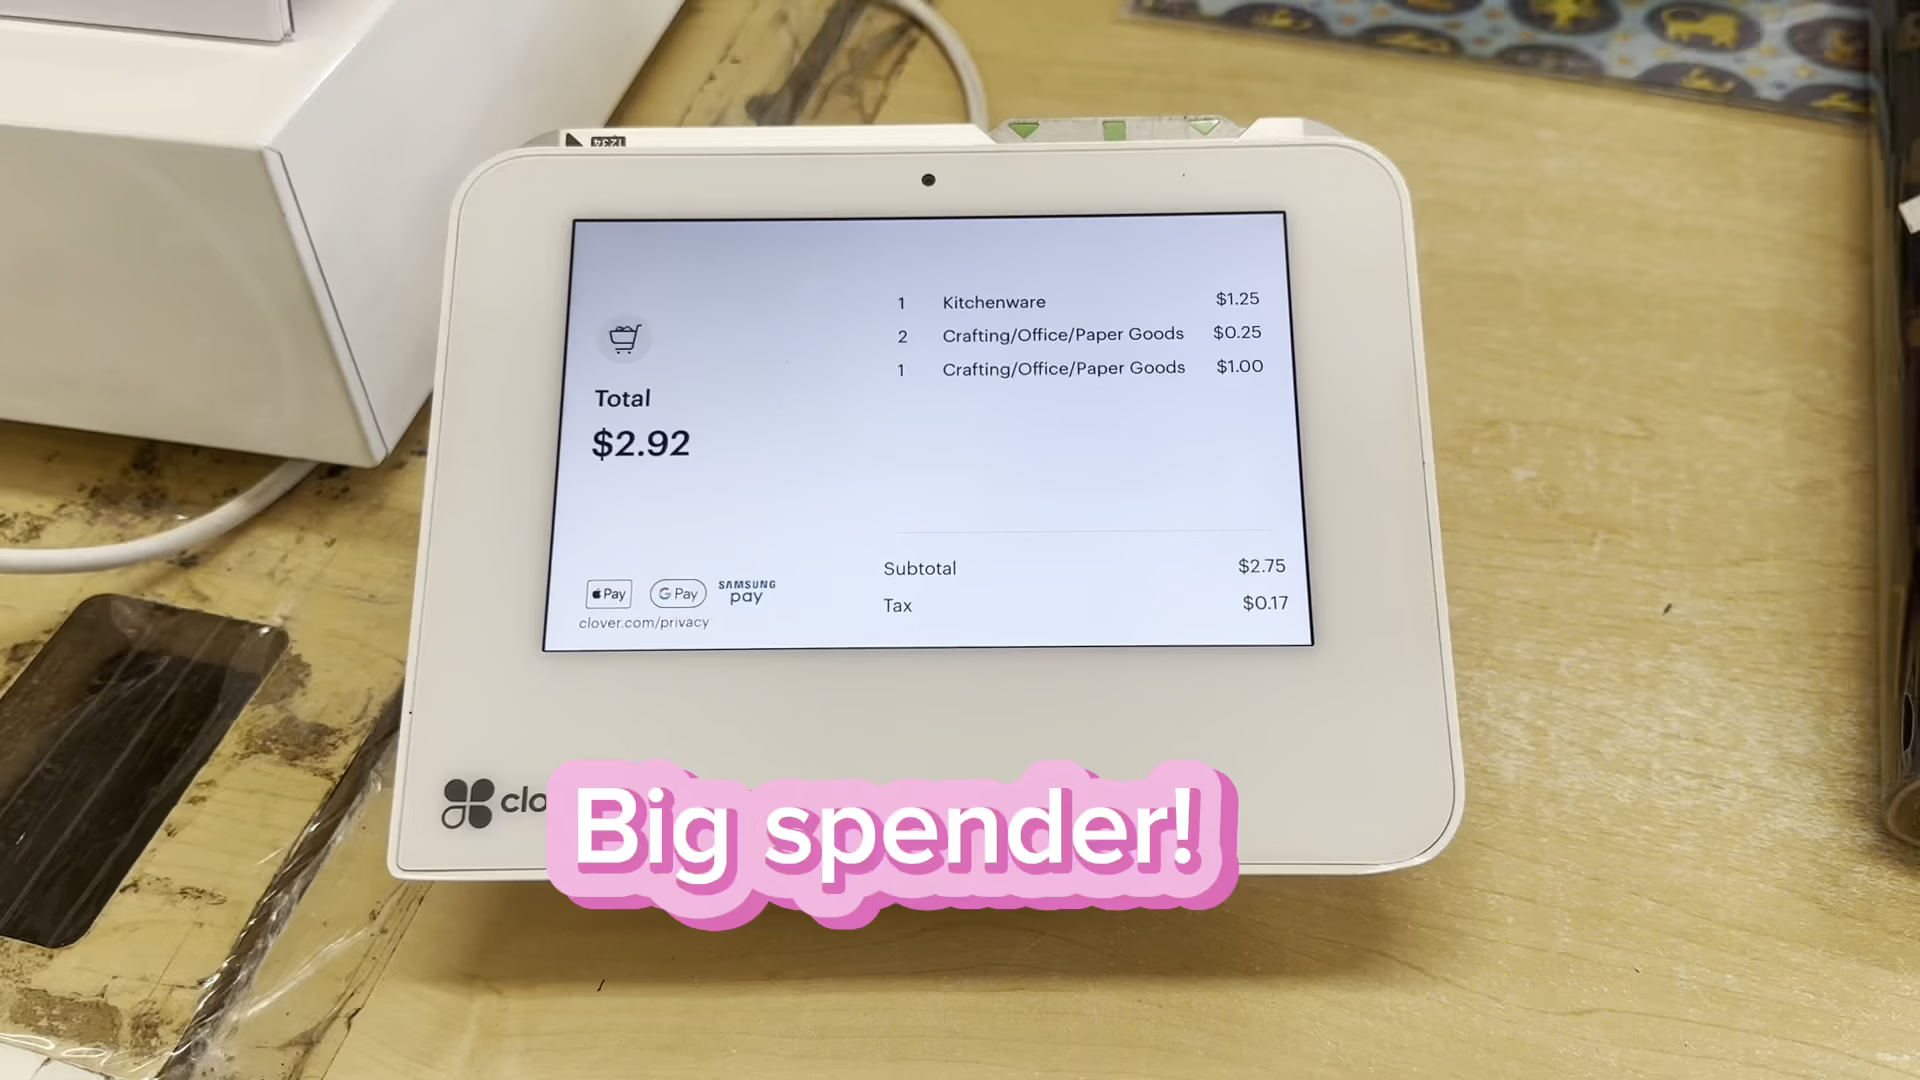 1234
1 Kitchenware $1.25
2 Crafting/Office/Paper Goods $0.25
1 Crafting/Office/Paper Goods $1.00
Total
$2.92
Subtotal $2.75
Tax $0.17
Pay G Pay SAMSUNG pay
clover.com/privacy
clo
Big spender!